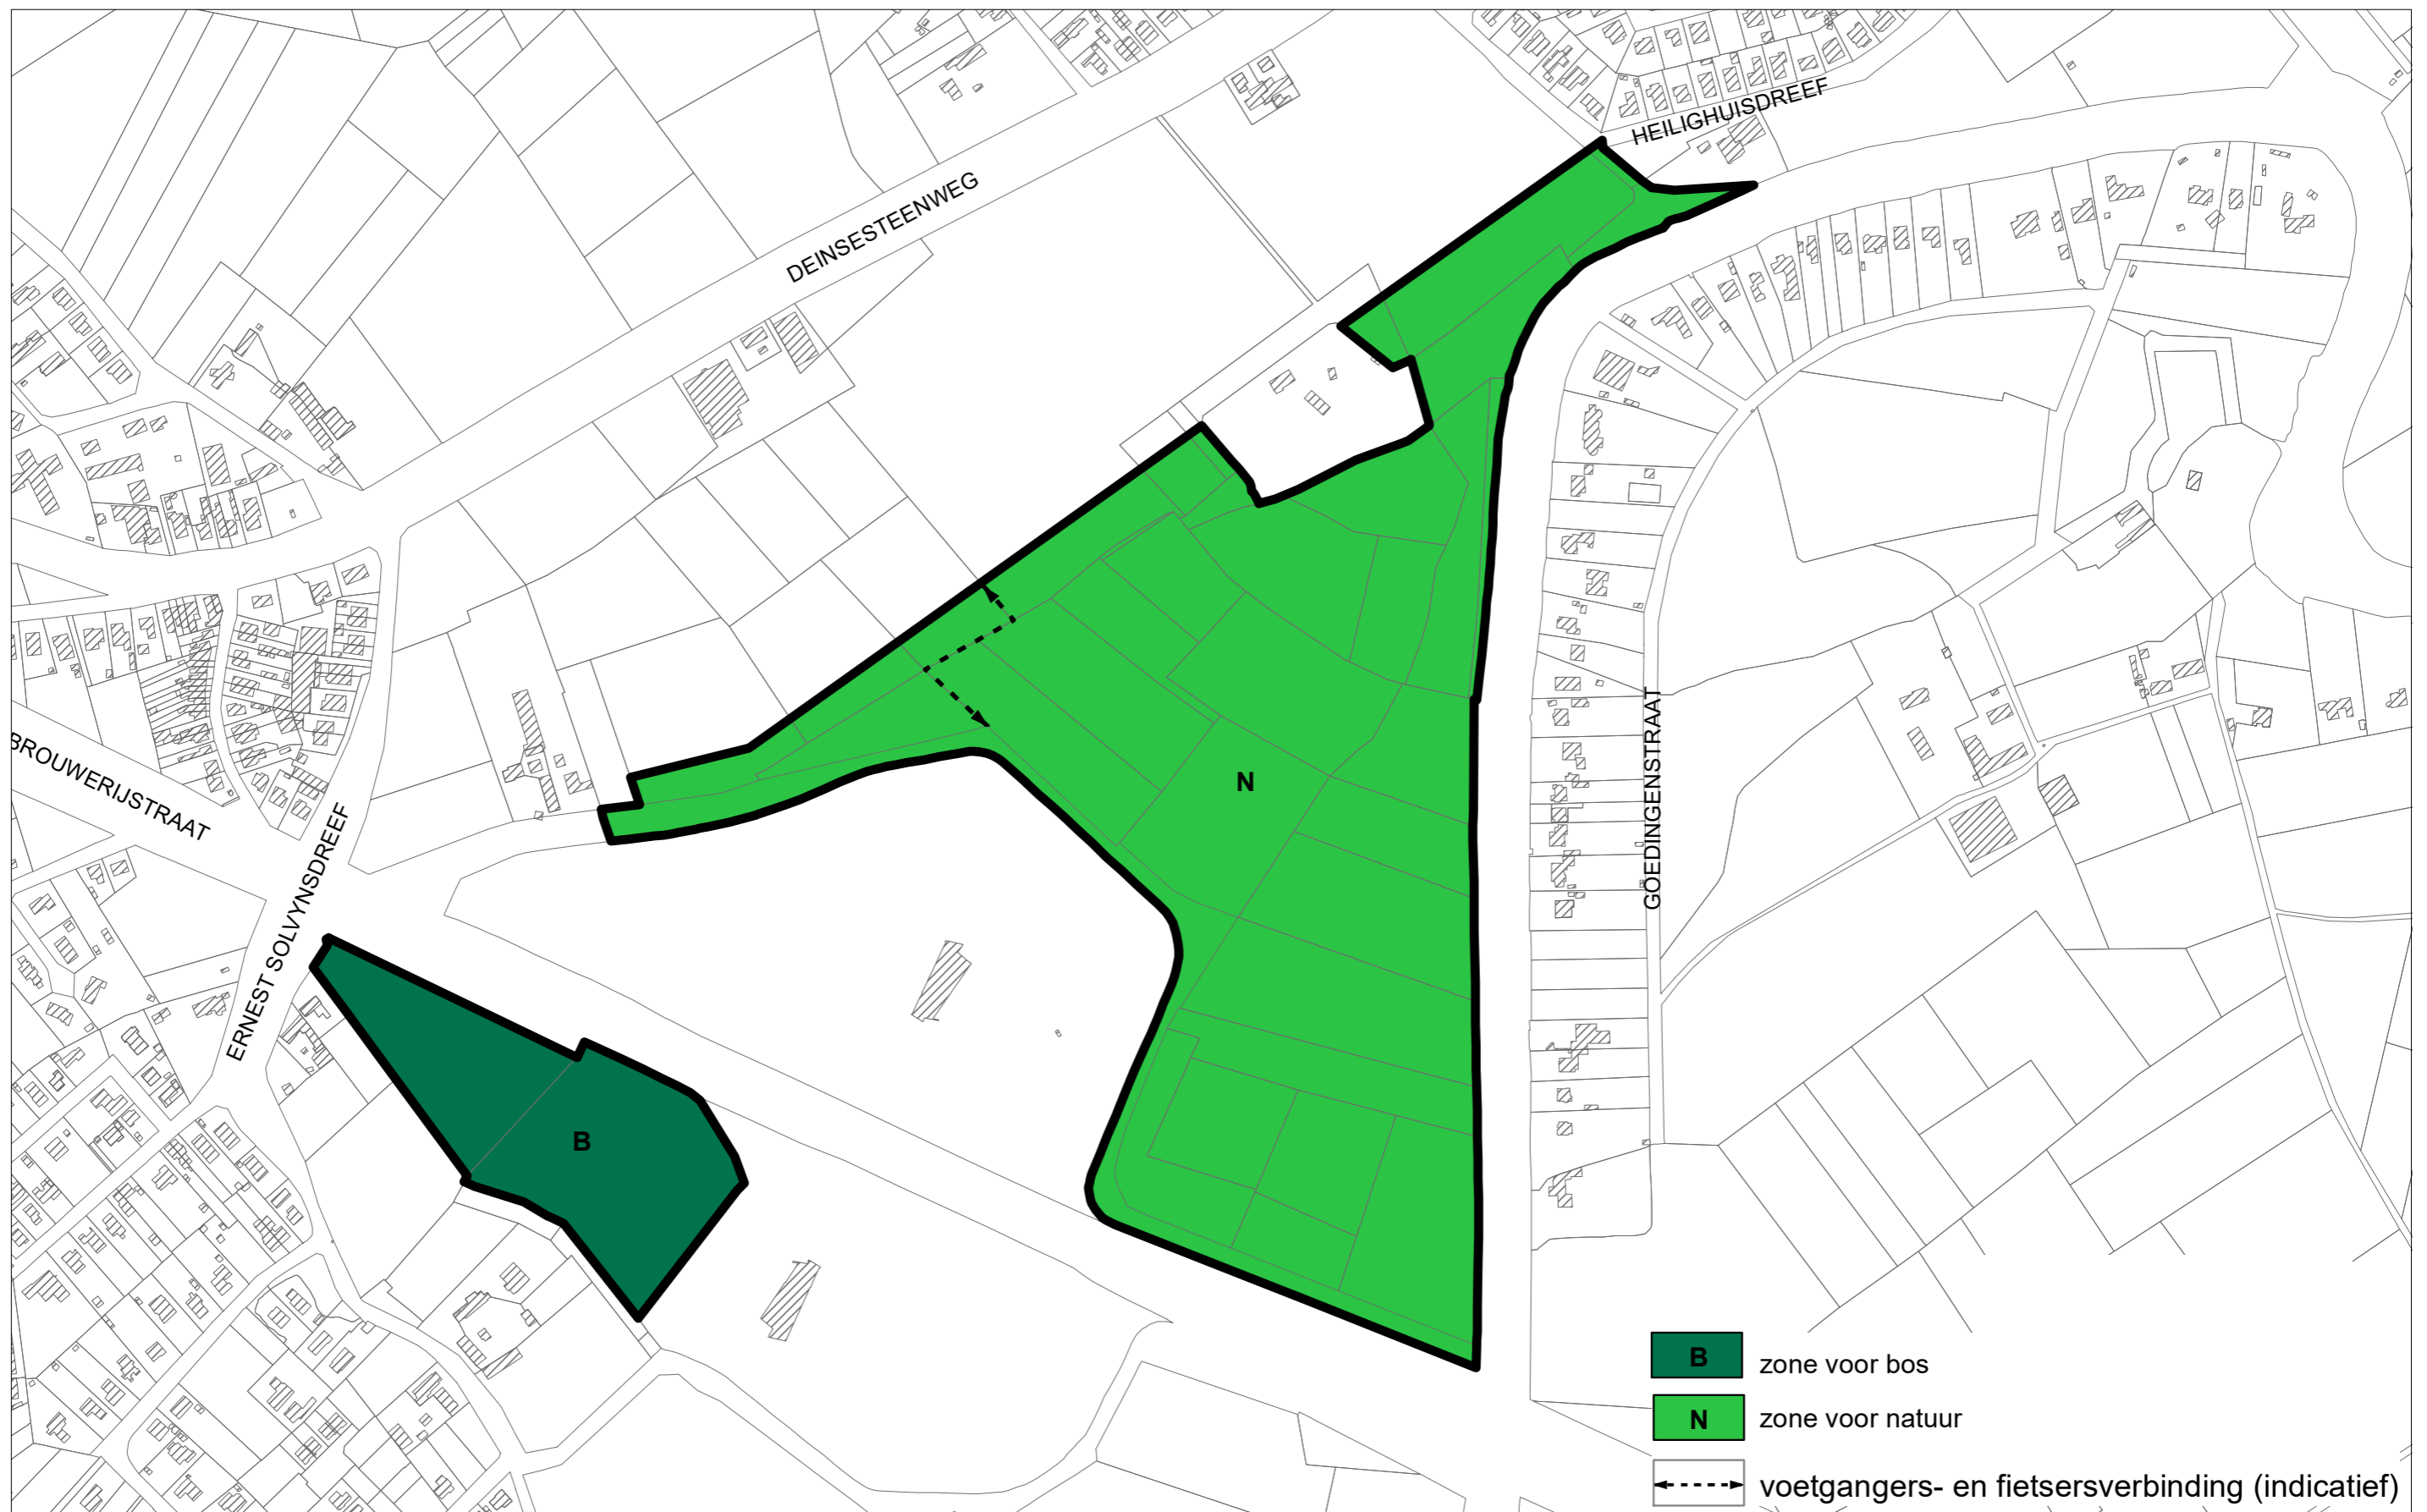 HEILIGHUISDREEF
DEINSESTEENWEG
BROUWERIJSTRAAT
ERNEST SOLVYNSDREEF
GOEDINGENSTRAAT
N
B
B zone voor bos
N zone voor natuur
voetgangers- en fietsersverbinding (indicatief)